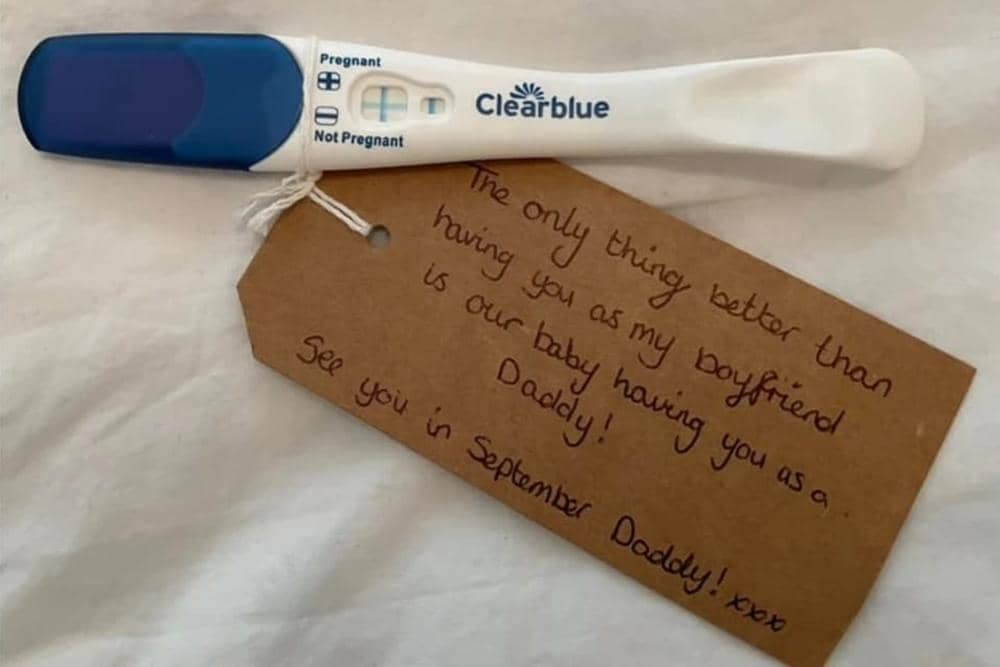 Pregnant
Not Pregnant
Clearblue
The only thing better than
having you as my boyfriend
is our baby having you as a
Daddy!
See you in September Daddy! xxx